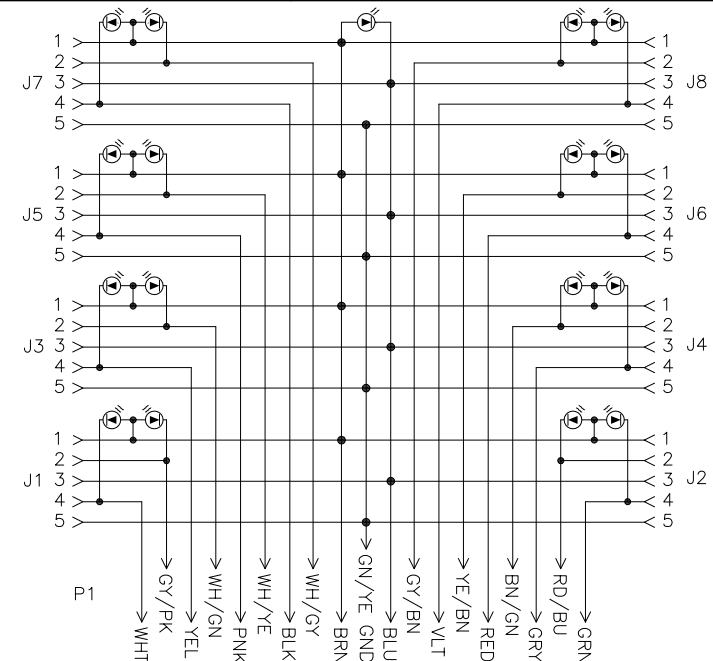 1 1
2 2
J7 3 3 J8
4 4
5 5
1 1
2 2
J5 3 3 J6
4 4
5 5
1 1
2 2
J3 3 3 J4
4 4
5 5
1 1
2 2
J1 3 3 J2
4 4
5 5
P1
WHT
GY/PK
YEL
WH/GN
PNK
WH/YE
BLK
WH/GY
BRN
GN/YE GND
BLU
GY/BN
VLT
YE/BN
RED
BN/GN
GRY
RD/BU
GRN